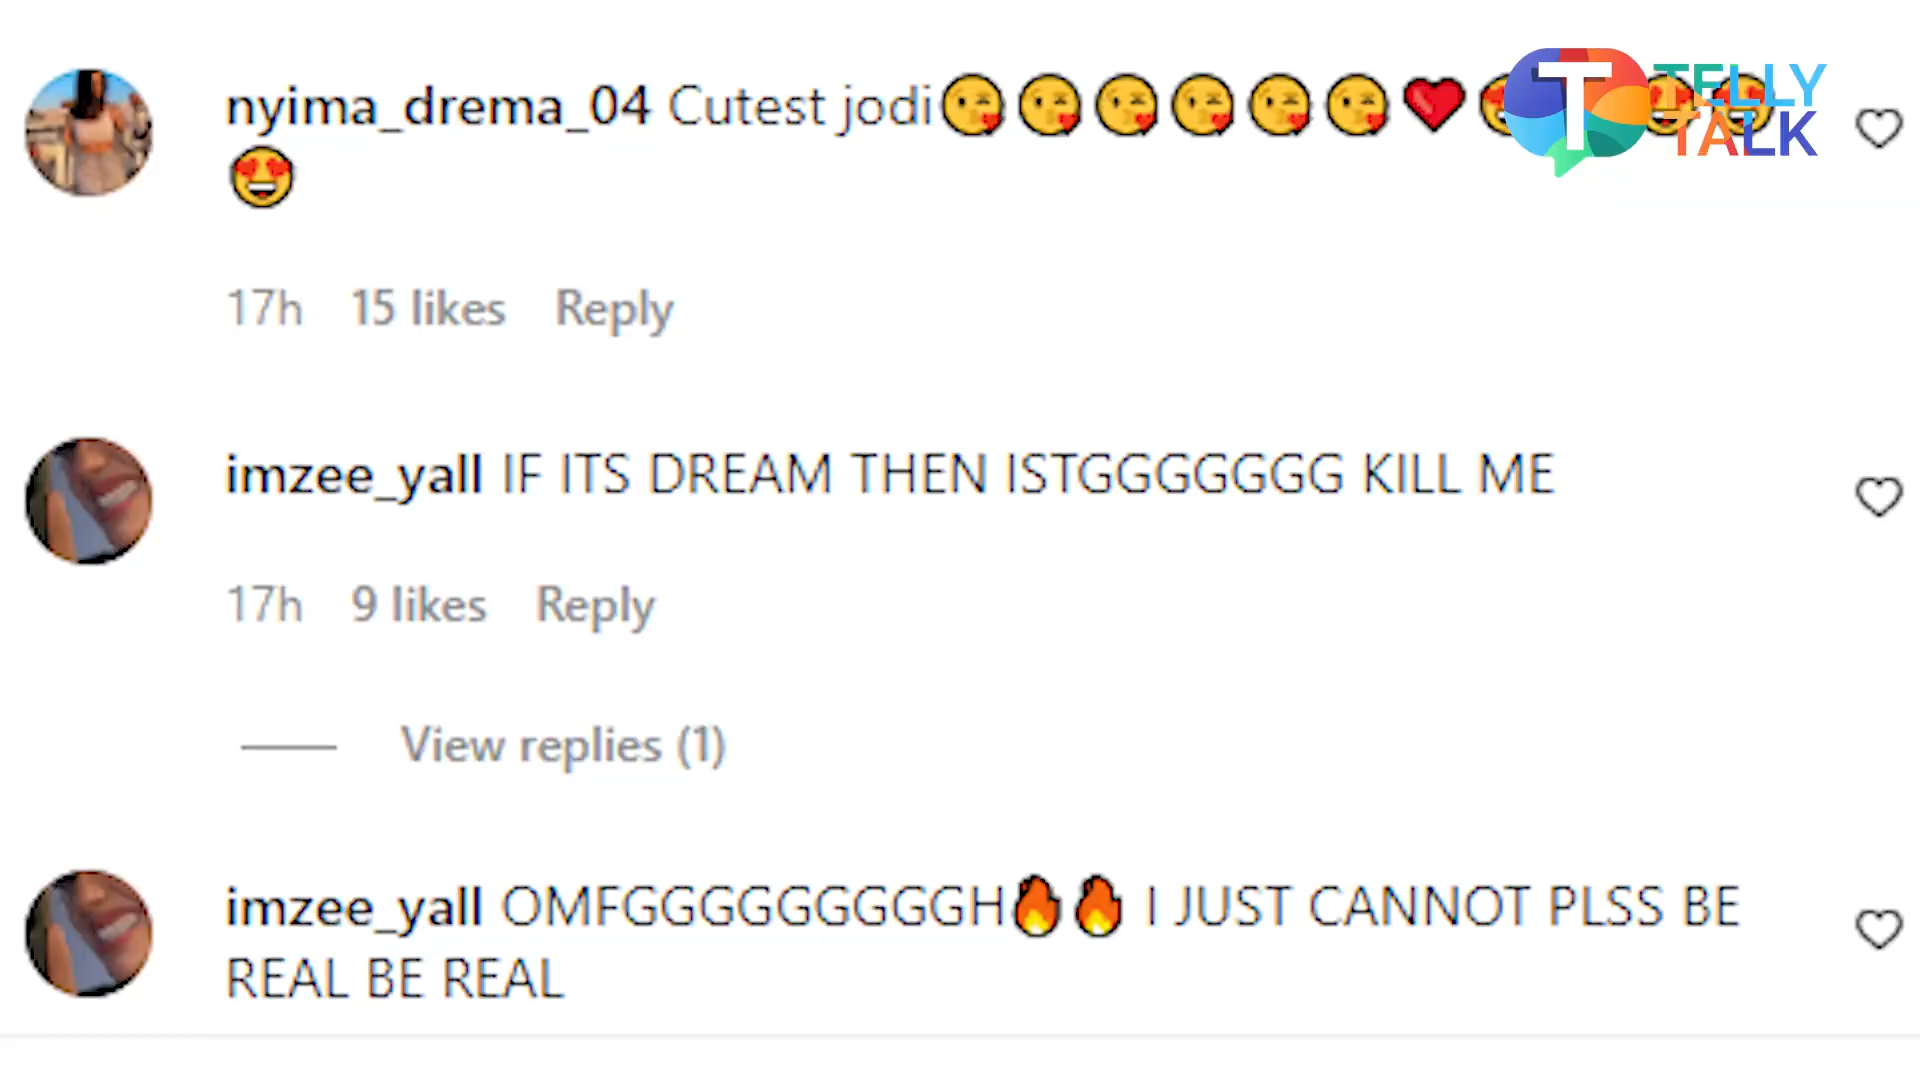 nyima_drema_04 Cutest jodi😘😘😘😘😘😘❤️😍😍😍
😍
TELLY
TALK
17h 15 likes Reply
imzee_yall IF ITS DREAM THEN ISTGGGGGGG KILL ME
17h 9 likes Reply
View replies (1)
imzee_yall OMFGGGGGGGGGH🔥🔥 I JUST CANNOT PLSS BE
REAL BE REAL